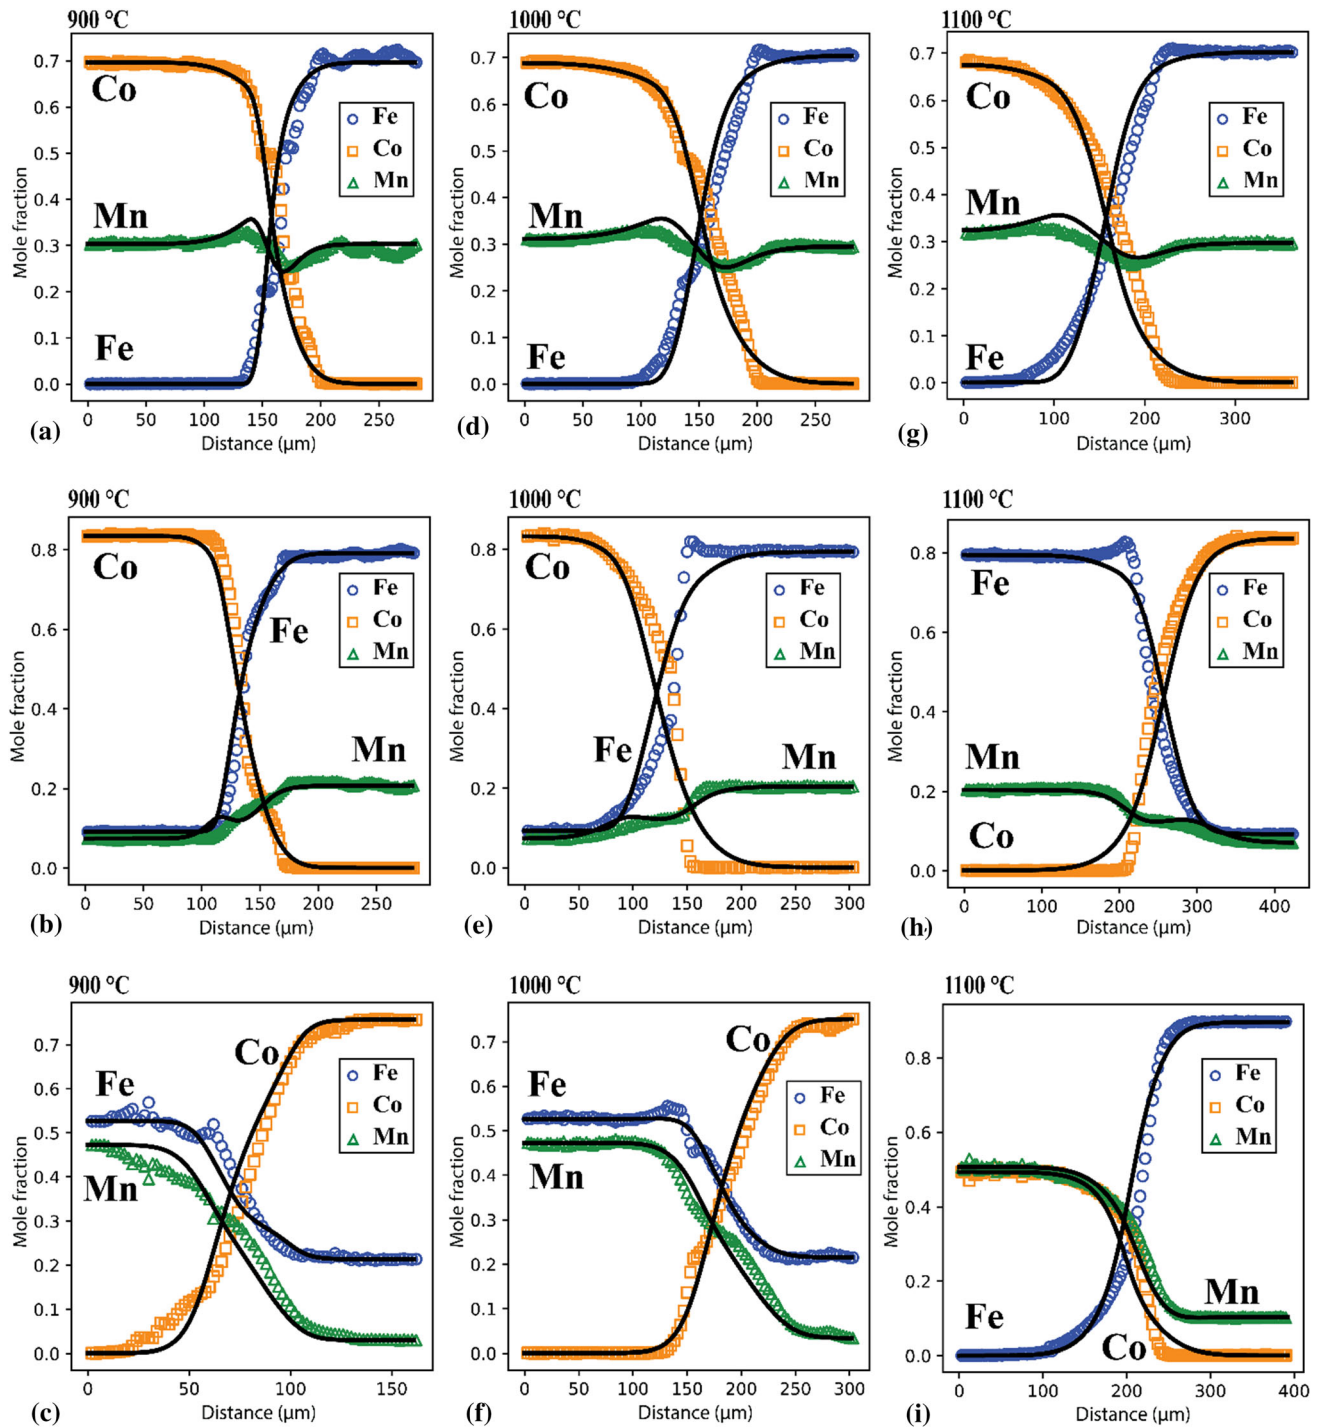 900 °C
0.7
0.6
0.5
0.4
0.3
0.2
0.1
0.0
Mole fraction
Co
Mn
Fe
Fe
Co
Mn
0 50 100 150 200 250
Distance (µm)
(a)
1000 °C
0.7
0.6
0.5
0.4
0.3
0.2
0.1
0.0
Mole fraction
Co
Mn
Fe
Fe
Co
Mn
0 50 100 150 200 250
Distance (µm)
(d)
1100 °C
0.7
0.6
0.5
0.4
0.3
0.2
0.1
0.0
Mole fraction
Co
Mn
Fe
Fe
Co
Mn
0 100 200 300
Distance (µm)
(g)
900 °C
0.8
0.6
0.4
0.2
0.0
Mole fraction
Co
Fe
Mn
Fe
Co
Mn
0 50 100 150 200 250
Distance (µm)
(b)
1000 °C
0.8
0.6
0.4
0.2
0.0
Mole fraction
Co
Fe
Mn
Fe
Co
Mn
0 50 100 150 200 250 300
Distance (µm)
(e)
1100 °C
0.8
0.6
0.4
0.2
0.0
Mole fraction
Fe
Mn
Co
Fe
Co
Mn
0 100 200 300 400
Distance (µm)
(h)
900 °C
0.7
0.6
0.5
0.4
0.3
0.2
0.1
0.0
Mole fraction
Co
Fe
Mn
Fe
Co
Mn
0 50 100 150
Distance (µm)
(c)
1000 °C
0.7
0.6
0.5
0.4
0.3
0.2
0.1
0.0
Mole fraction
Co
Fe
Mn
Fe
Co
Mn
0 50 100 150 200 250 300
Distance (µm)
(f)
1100 °C
0.8
0.6
0.4
0.2
0.0
Mole fraction
Fe
Co
Mn
Mn
Fe
Co
0 100 200 300 400
Distance (µm)
(i)